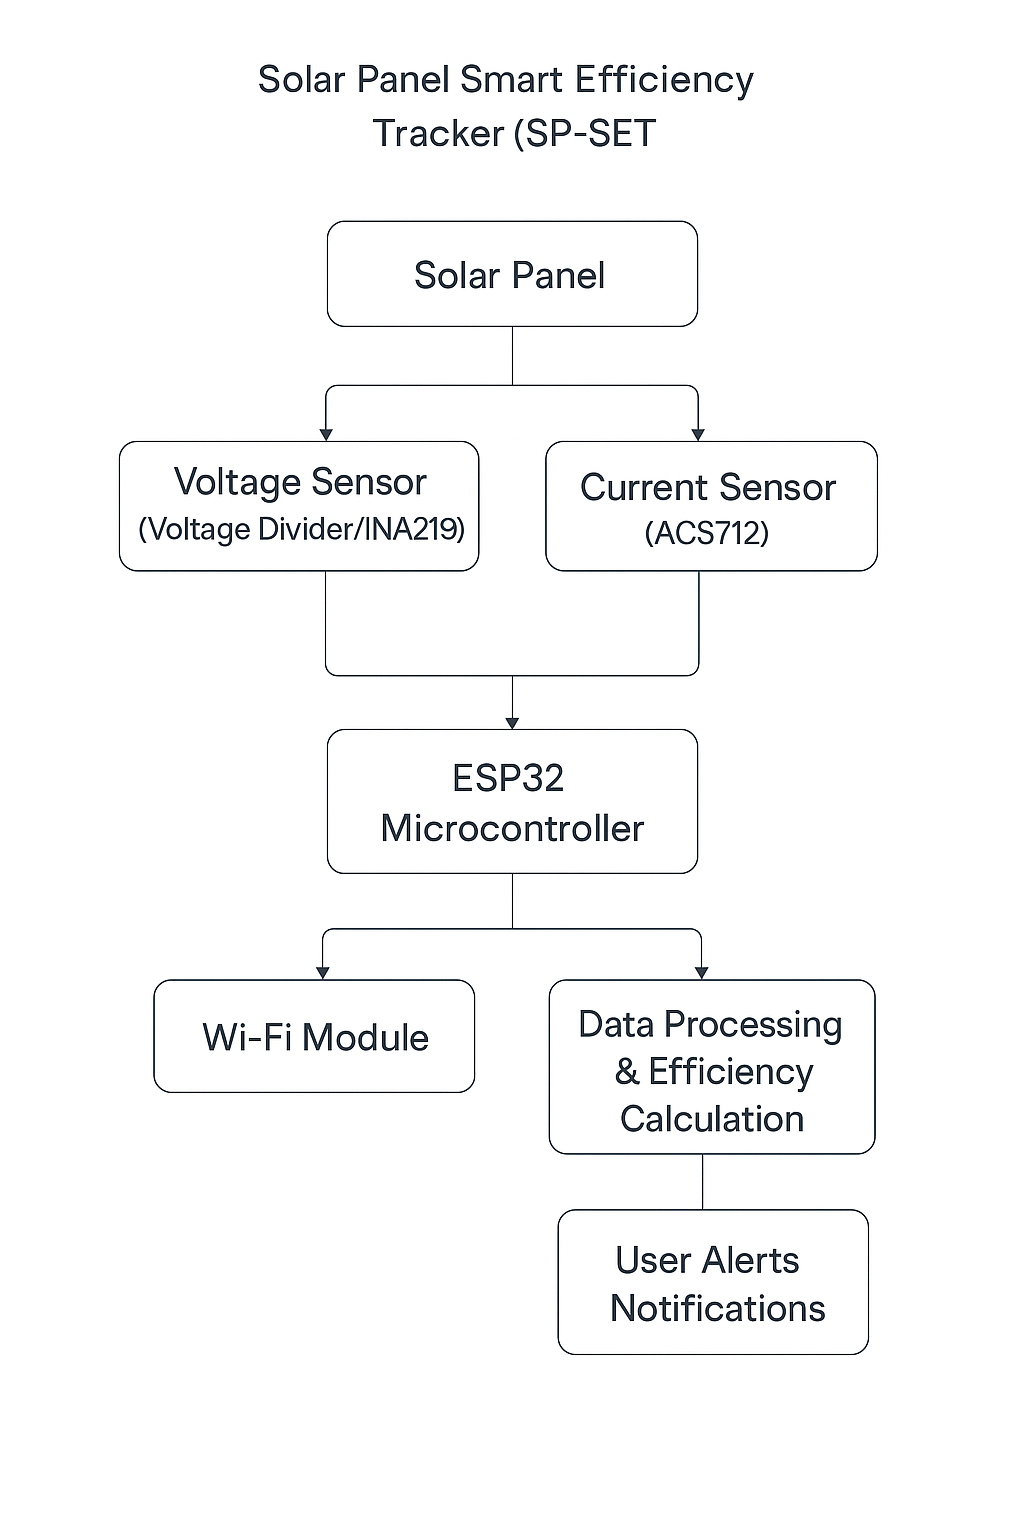 Solar Panel Smart Efficiency
Tracker (SP-SET
Solar Panel
Voltage Sensor
(Voltage Divider/INA219)
Current Sensor
(ACS712)
ESP32
Microcontroller
Wi-Fi Module
Data Processing
& Efficiency
Calculation
User Alerts
Notifications